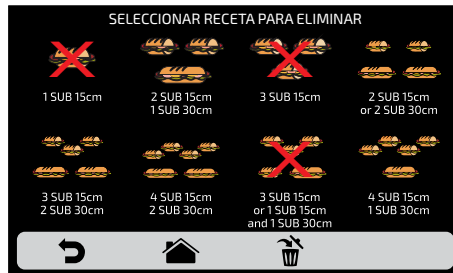 SELECCIONAR RECETA PARA ELIMINAR
1 SUB 15cm
2 SUB 15cm
1 SUB 30cm
3 SUB 15cm
2 SUB 15cm
or 2 SUB 30cm
3 SUB 15cm
2 SUB 30cm
4 SUB 15cm
2 SUB 30cm
3 SUB 15cm
or 1 SUB 15cm
and 1 SUB 30cm
4 SUB 15cm
1 SUB 30cm